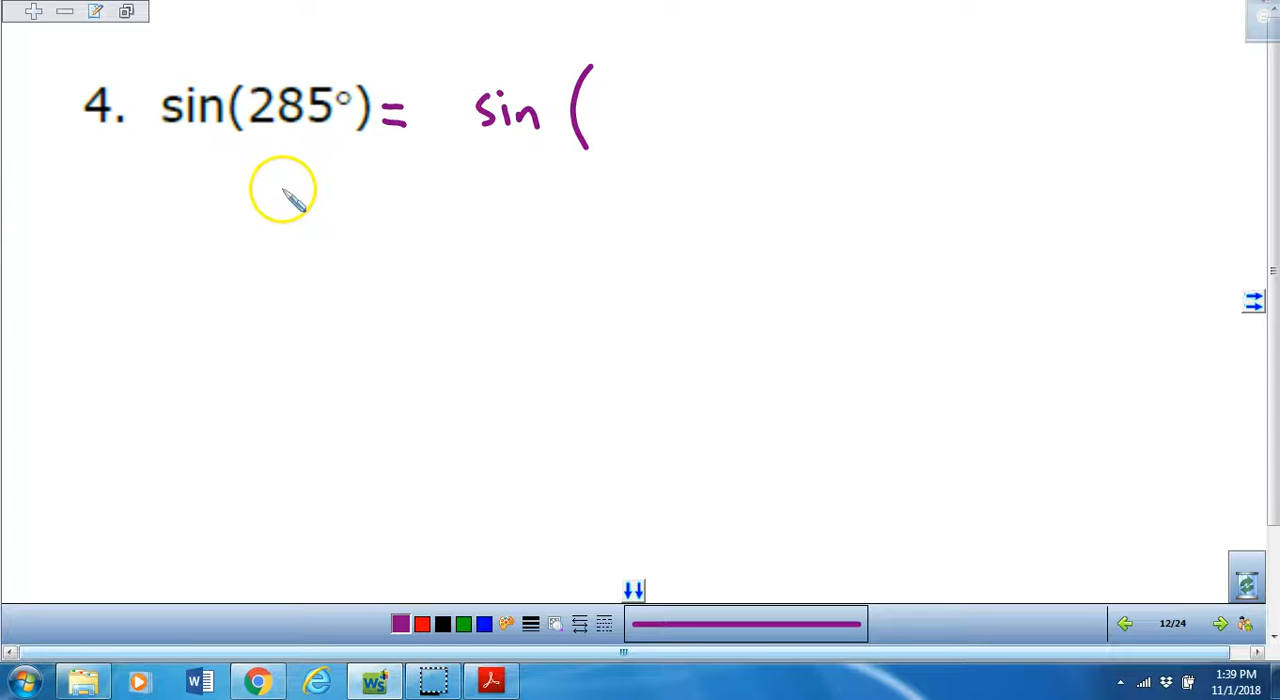 4. sin(285°) = sin (
12/24
1:39 PM
11/1/2018